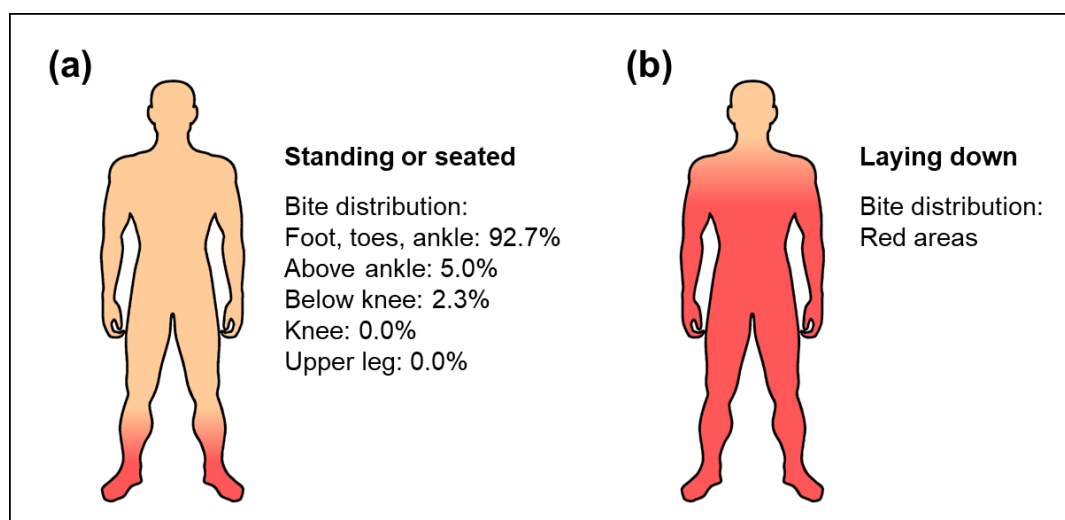 (a)
Standing or seated
Bite distribution:
Foot, toes, ankle: 92.7%
Above ankle: 5.0%
Below knee: 2.3%
Knee: 0.0%
Upper leg: 0.0%
(b)
Laying down
Bite distribution:
Red areas